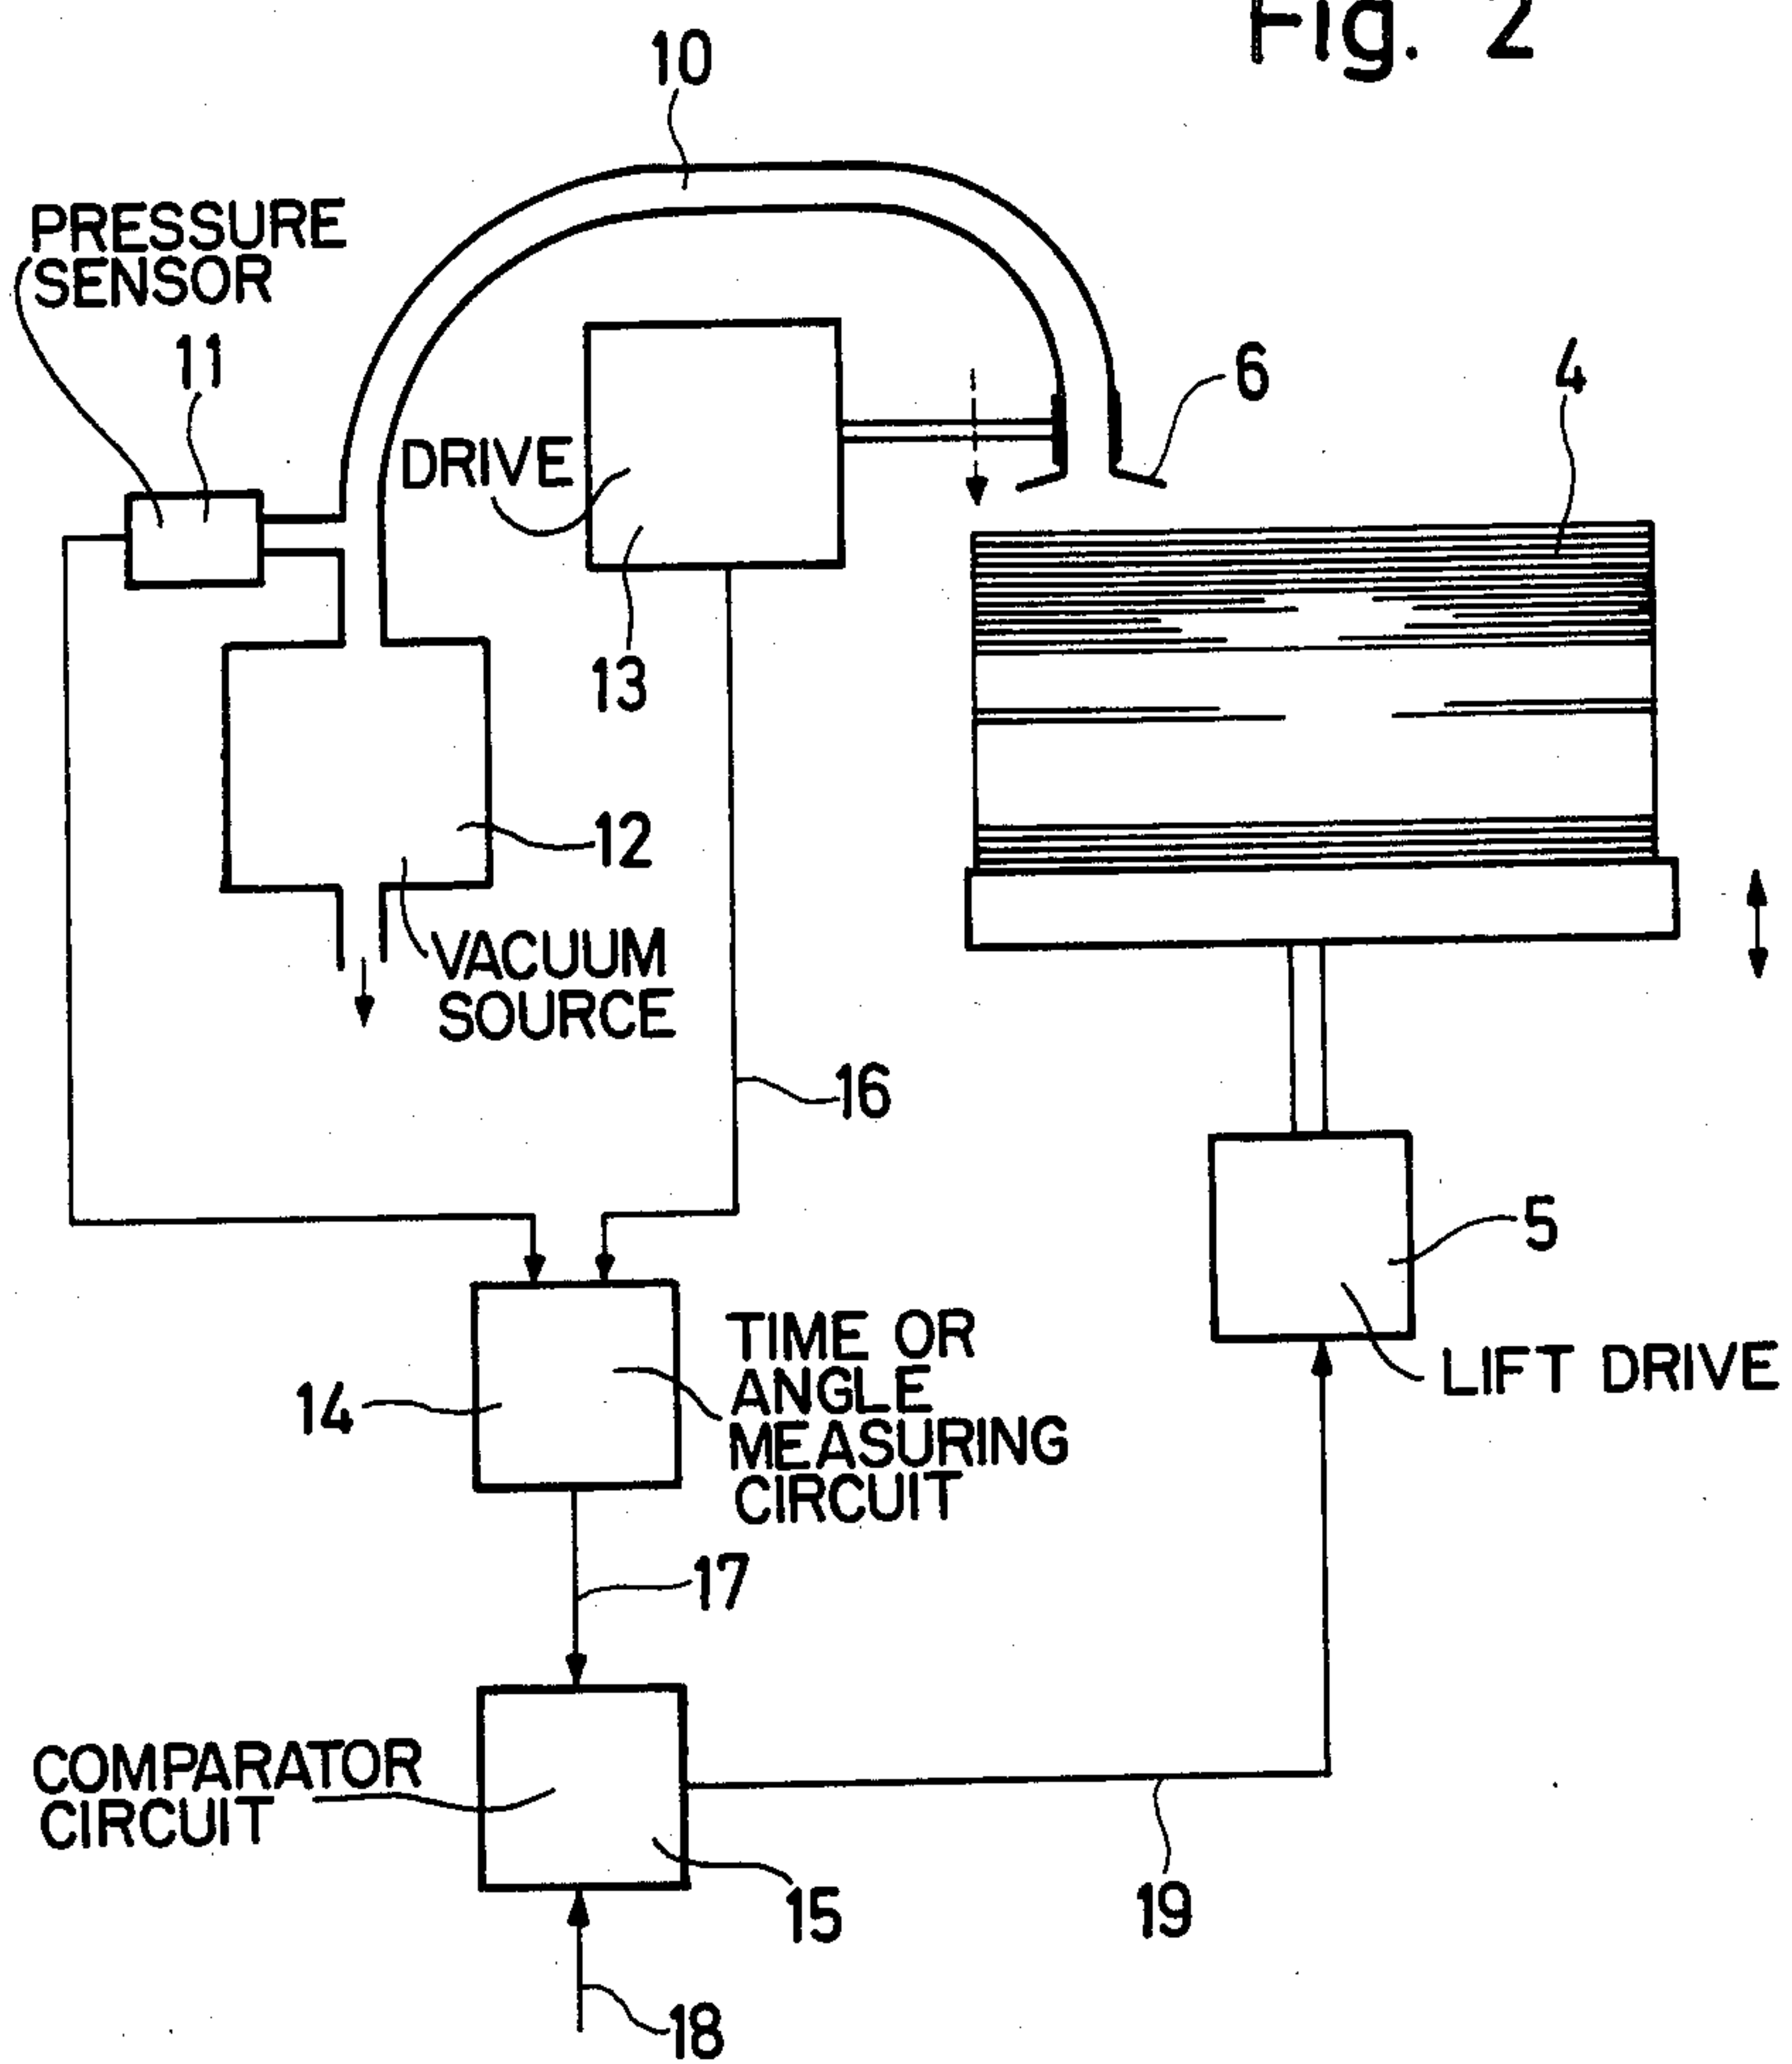 Fig. 2
10
PRESSURE
SENSOR
11
6
4
DRIVE
13
12
VACUUM
SOURCE
16
5
LIFT DRIVE
TIME OR
ANGLE
MEASURING
CIRCUIT
14
17
COMPARATOR
CIRCUIT
15
19
18